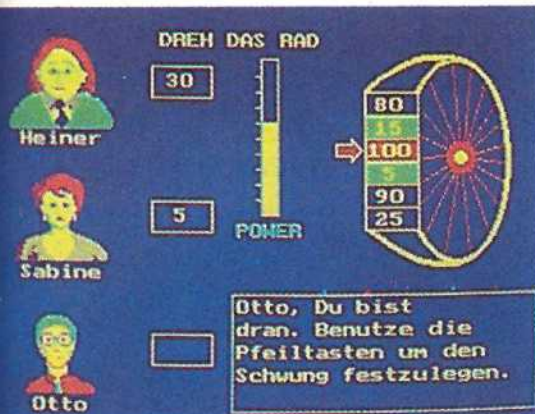 DREH DAS RAD
30
Heiner
5
Sabine
Otto
POWER
80
15
100
5
90
25
Otto, Du bist
dran. Benutze die
Pfeiltasten um den
Schwung festzulegen.